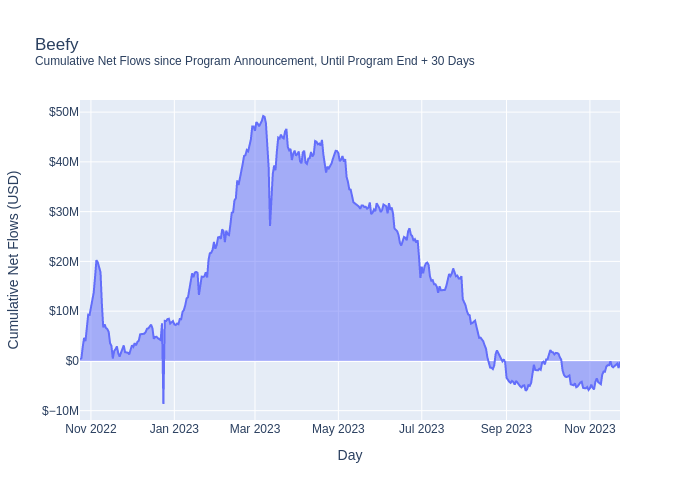 Beefy
Cumulative Net Flows since Program Announcement, Until Program End + 30 Days
Cumulative Net Flows (USD)
$50M
$40M
$30M
$20M
$10M
$0
$−10M
Nov 2022 Jan 2023 Mar 2023 May 2023 Jul 2023 Sep 2023 Nov 2023
Day